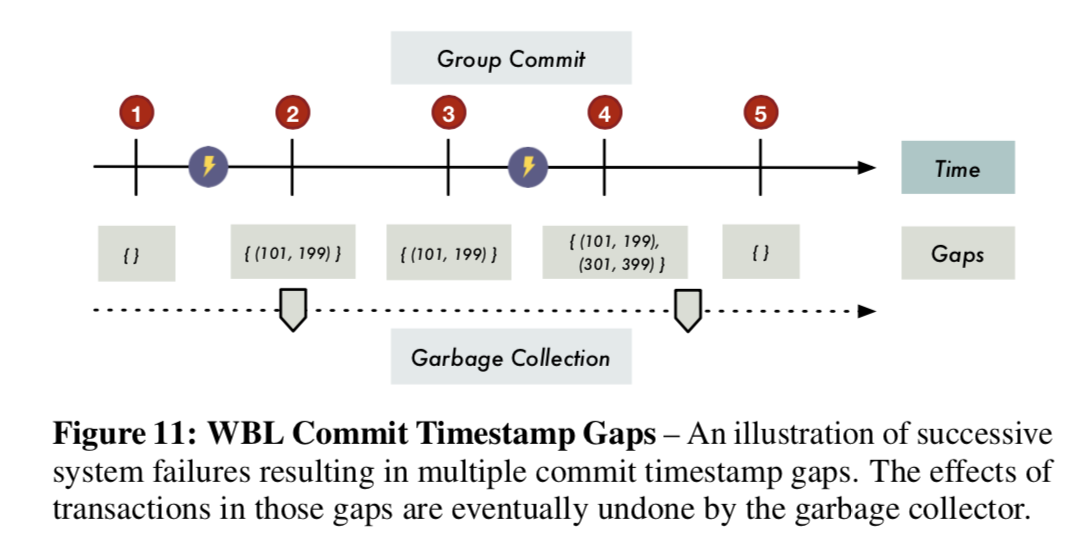 Group Commit
1 2 3 4 5
Time
{ } { (101, 199) } { (101, 199) } { (101, 199), { }
(301, 399) }
Gaps
Garbage Collection
Figure 11: WBL Commit Timestamp Gaps – An illustration of successive
system failures resulting in multiple commit timestamp gaps. The effects of
transactions in those gaps are eventually undone by the garbage collector.